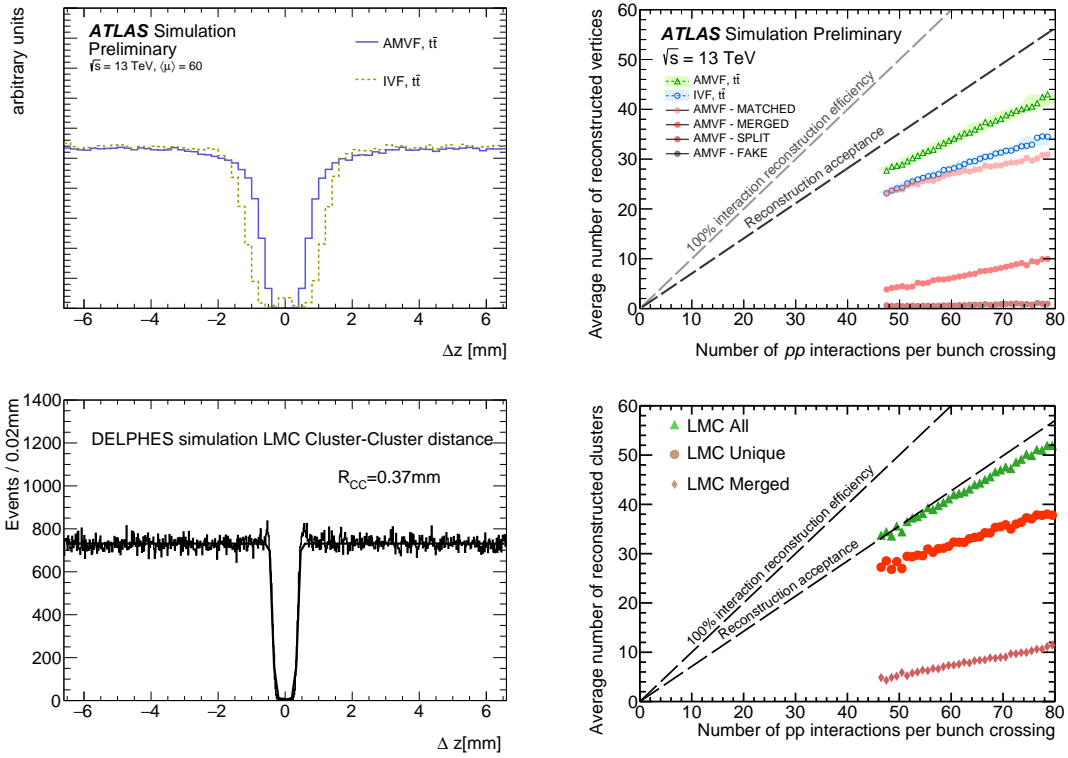 arbitrary units
ATLAS Simulation
Preliminary
√s = 13 TeV, ⟨μ⟩ = 60
AMVF, tt̄
IVF, tt̄
−6 −4 −2 0 2 4 6
Δz [mm]
Average number of reconstructed vertices
60
50
40
30
20
10
0
ATLAS Simulation Preliminary
√s = 13 TeV
AMVF, tt̄
IVF, tt̄
AMVF - MATCHED
AMVF - MERGED
AMVF - SPLIT
AMVF - FAKE
100% interaction reconstruction efficiency
Reconstruction acceptance
0 10 20 30 40 50 60 70 80
Number of pp interactions per bunch crossing
Events / 0.02mm
1400
1200
1000
800
600
400
200
0
DELPHES simulation LMC Cluster-Cluster distance
R_CC=0.37mm
−6 −4 −2 0 2 4 6
Δ z[mm]
Average number of reconstructed dusters
60
50
40
30
20
10
0
LMC All
LMC Unique
LMC Merged
100% interaction reconstruction efficiency
Reconstruction acceptance
0 10 20 30 40 50 60 70 80
Number of pp interactions per bunch crossing